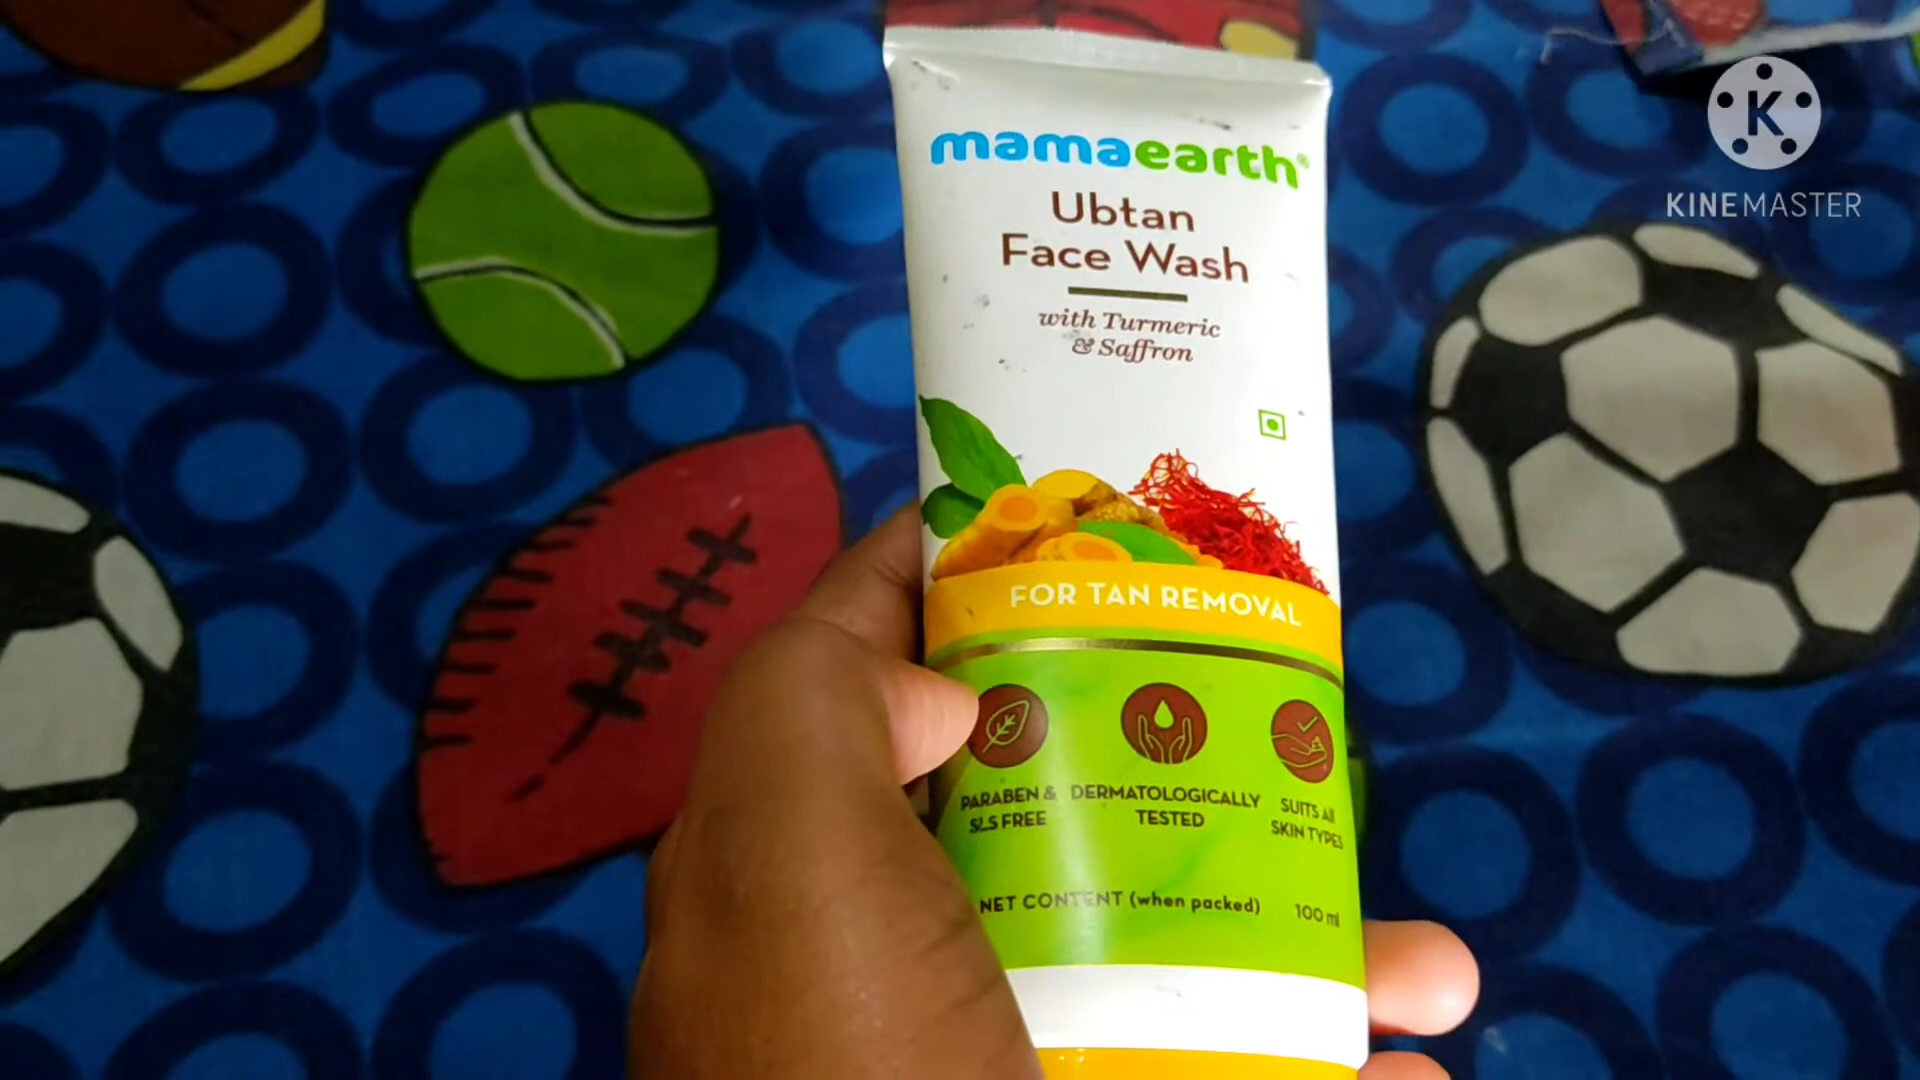 mamaearth
Ubtan
Face Wash
with Turmeric
& Saffron
FOR TAN REMOVAL
PARABEN &
SLS FREE
DERMATOLOGICALLY
TESTED
SUITS All
SKIN TYPES
NET CONTENT (when packed) 100 ml
K
KINEMASTER